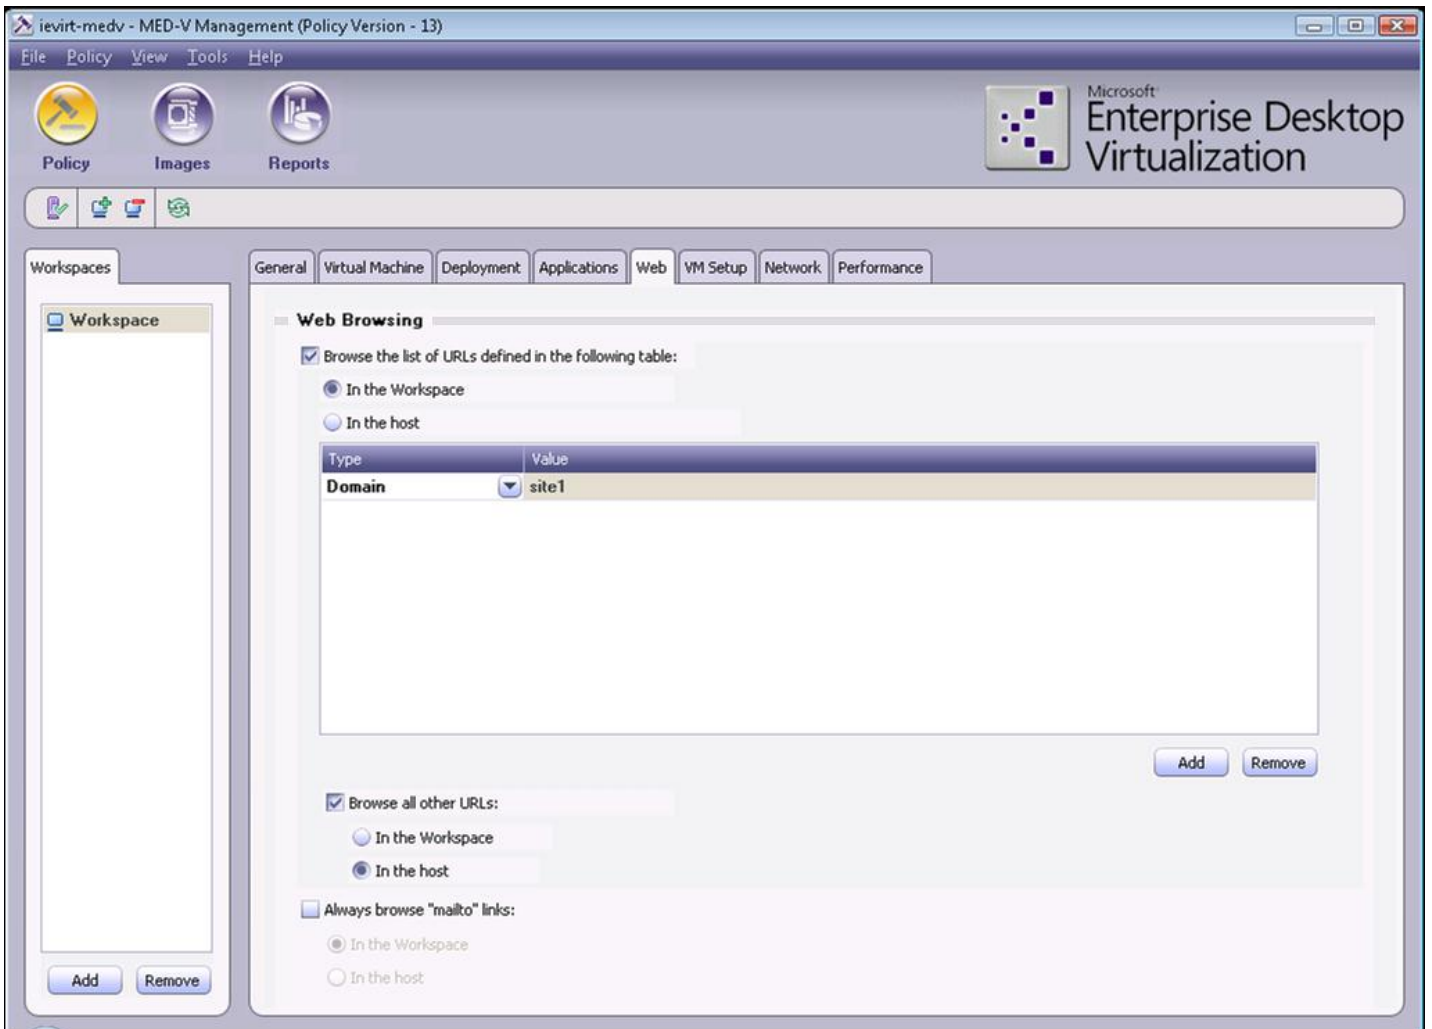 ievirt-medv - MED-V Management (Policy Version - 13)
File Policy View Tools Help
Policy Images Reports
Microsoft
Enterprise Desktop
Virtualization
Workspaces
General Virtual Machine Deployment Applications Web VM Setup Network Performance
Workspace
Web Browsing
Browse the list of URLs defined in the following table:
In the Workspace
In the host
Type Value
Domain site1
Add Remove
Browse all other URLs:
In the Workspace
In the host
Always browse "mailto" links:
In the Workspace
In the host
Add Remove